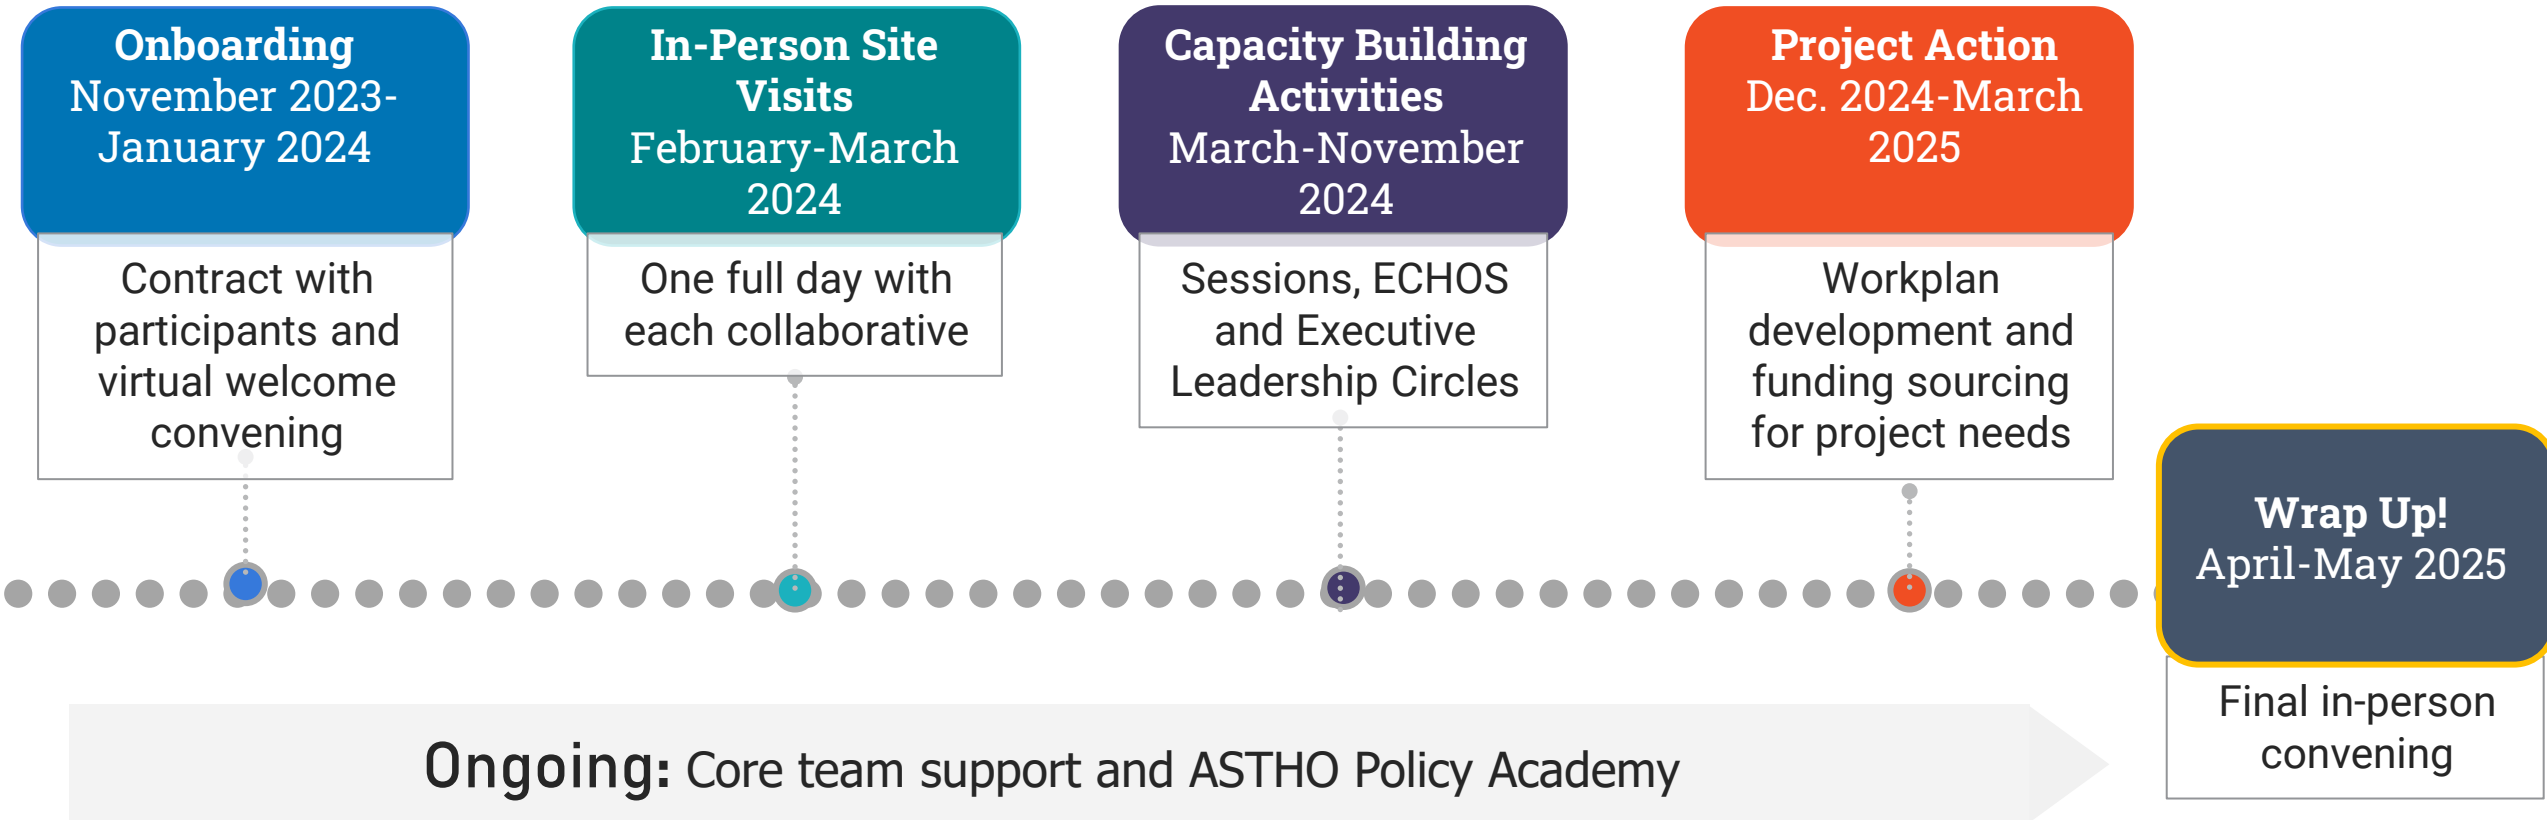 Onboarding
November 2023-
January 2024
Contract with
participants and
virtual welcome
convening
In-Person Site
Visits
February-March
2024
One full day with
each collaborative
Capacity Building
Activities
March-November
2024
Sessions, ECHOS
and Executive
Leadership Circles
Project Action
Dec. 2024-March
2025
Workplan
development and
funding sourcing
for project needs
Wrap Up!
April-May 2025
Final in-person
convening
Ongoing: Core team support and ASTHO Policy Academy